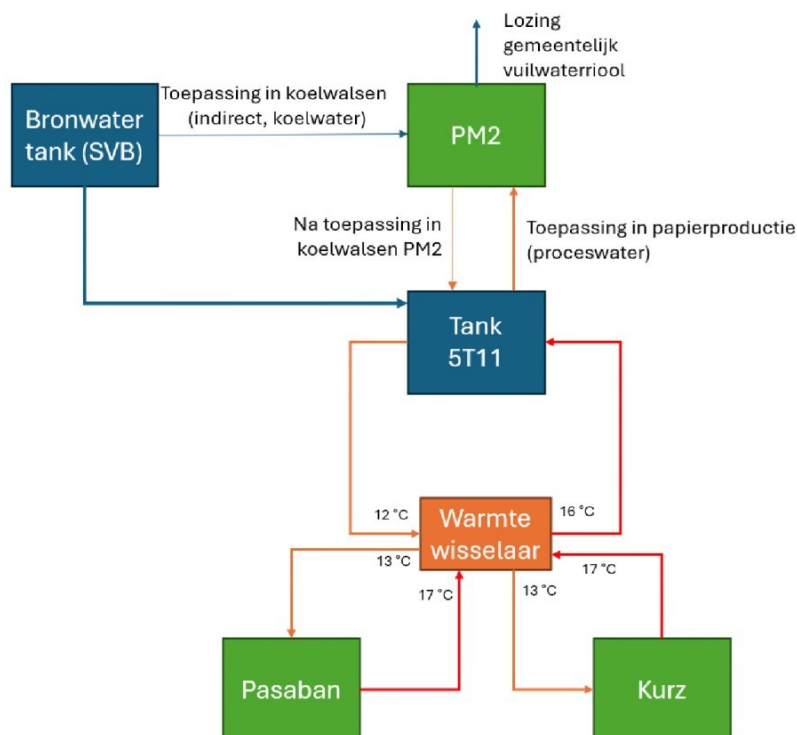 Lozing
gemeentelijk
vuilwaterriool
Toepassing in koelwalsen
(indirect, koelwater)
Bronwater
tank (SVB)
PM2
Na toepassing in
koelwalsen PM2
Toepassing in papierproductie
(proceswater)
Tank
5T11
12 °C
Warmte
wisselaar
16 °C
13 °C
17 °C
13 °C
17 °C
Pasaban
Kurz